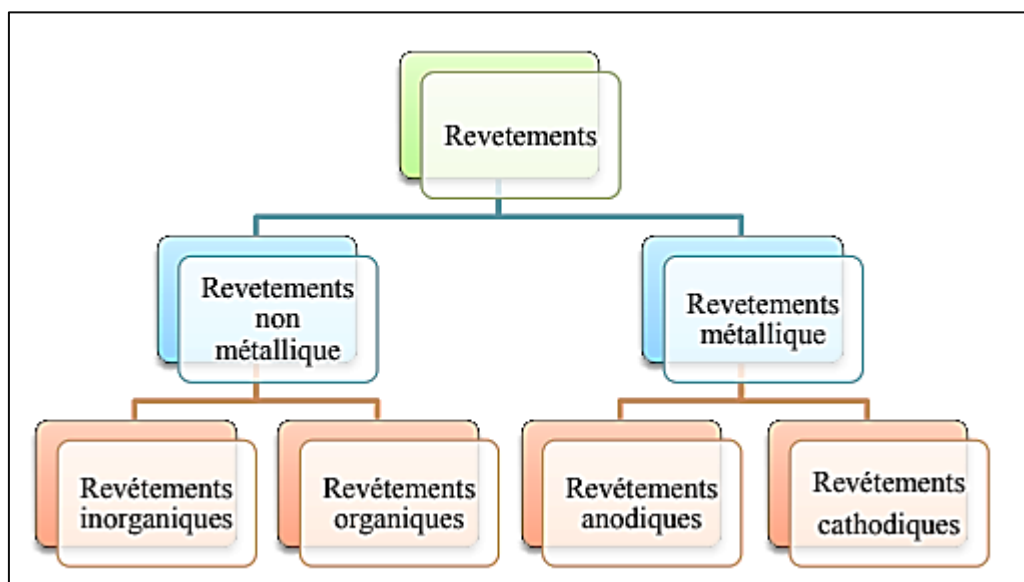 Revetements
Revetements
non
métallique
Revetements
métallique
Revétements
inorganiques
Revétements
organiques
Revétements
anodiques
Revétements
cathodiques